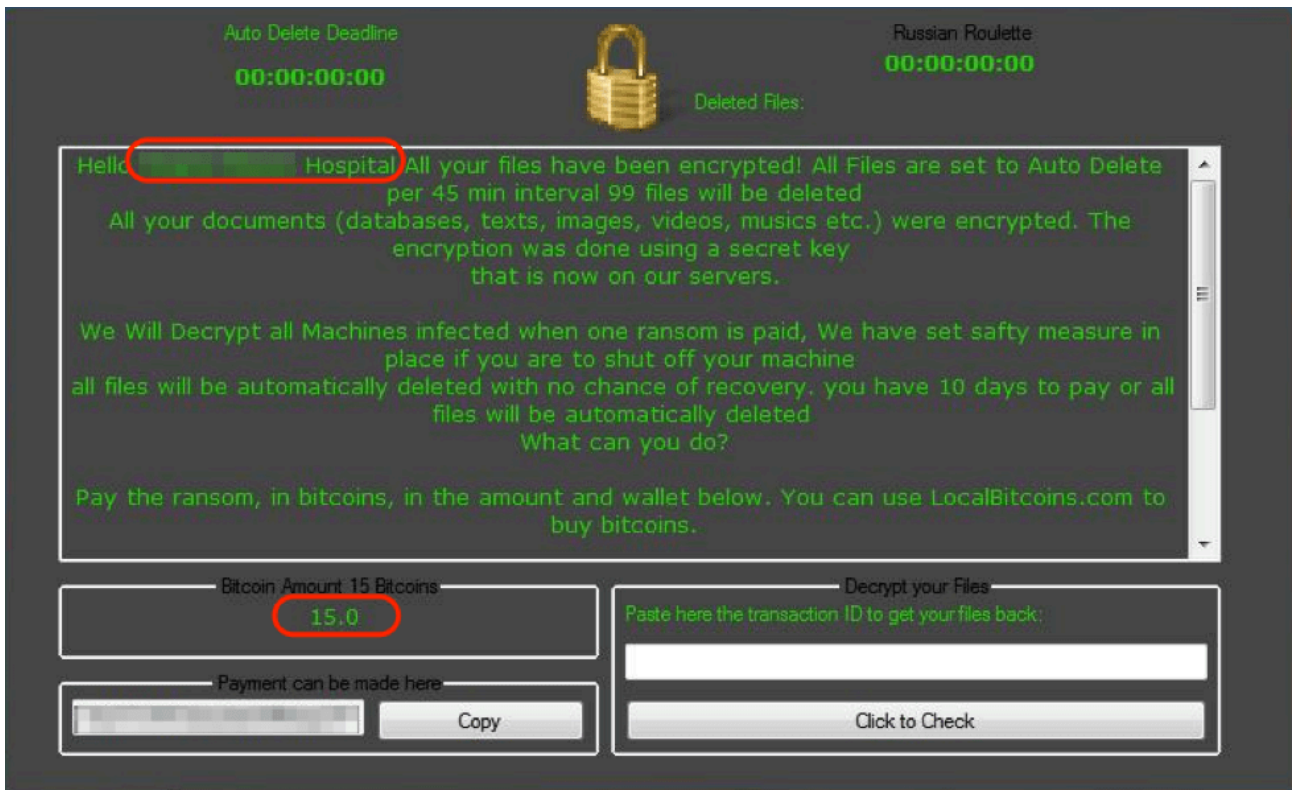 Auto Delete Deadline
Russian Roulette
00:00:00:00
00:00:00:00
Deleted Files:
Hello Hospital All your files have been encrypted! All Files are set to Auto Delete
per 45 min interval 99 files will be deleted
All your documents (databases, texts, images, videos, musics etc.) were encrypted. The
encryption was done using a secret key
that is now on our servers.
We Will Decrypt all Machines infected when one ransom is paid, We have set safty measure in
place if you are to shut off your machine
all files will be automatically deleted with no chance of recovery. you have 10 days to pay or all
files will be automatically deleted
What can you do?
Pay the ransom, in bitcoins, in the amount and wallet below. You can use LocalBitcoins.com to
buy bitcoins.
Bitcoin Amount 15 Bitcoins
15.0
Payment can be made here
Copy
Decrypt your Files
Paste here the transaction ID to get your files back:
Click to Check